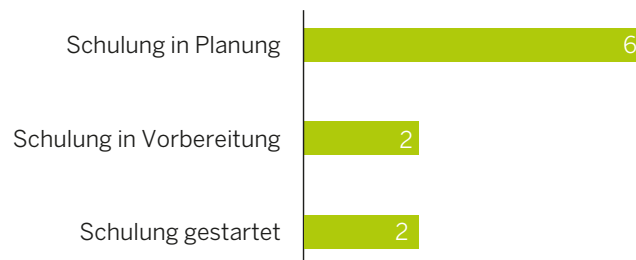 Schulung in Planung 6
Schulung in Vorbereitung 2
Schulung gestartet 2